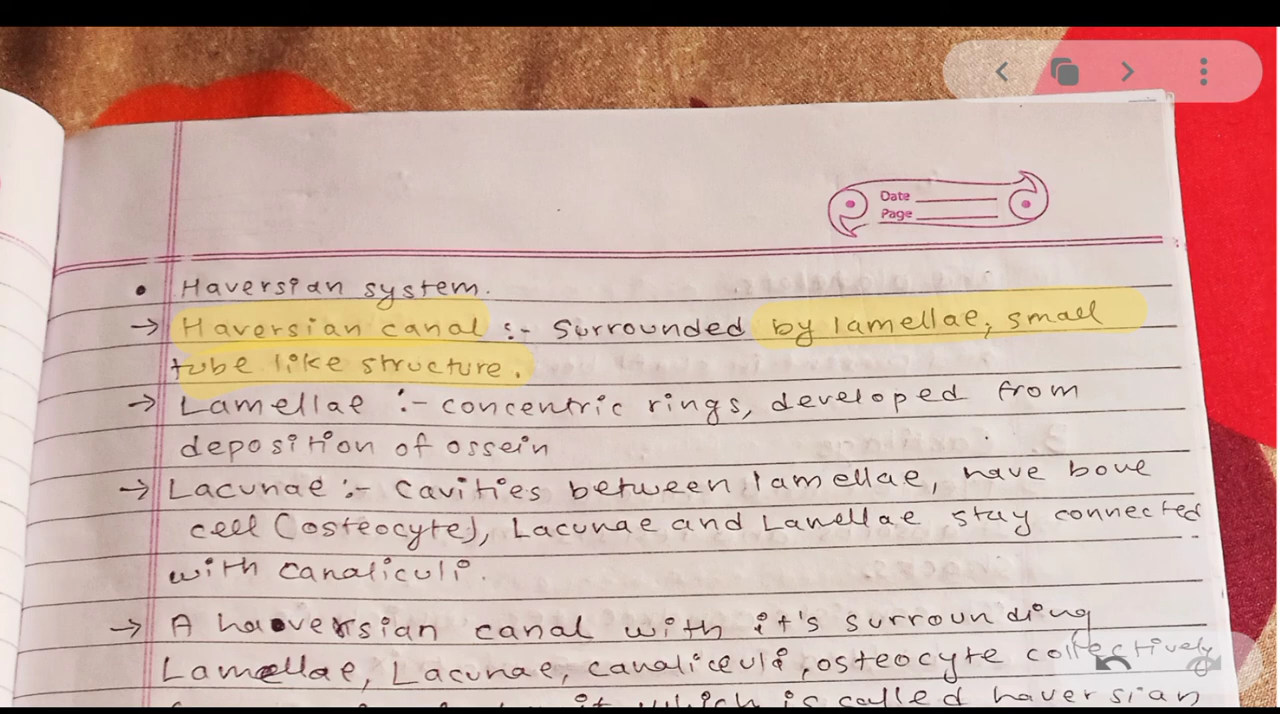 Date
Page
• Haversian system.
→ Haversian canal :- Surrounded by lamellae, small
tube like structure.
→ Lamellae :- concentric rings, developed from
deposition of ossein
→ Lacunae :- Cavities between lamellae, have bone
cell (osteocyte), Lacunae and Lamellae stay connected
with canaliculi.
→ A haversian canal with it's surrounding
Lamellae, Lacunae, canaliculi, osteocyte collectively
it which is called haversian